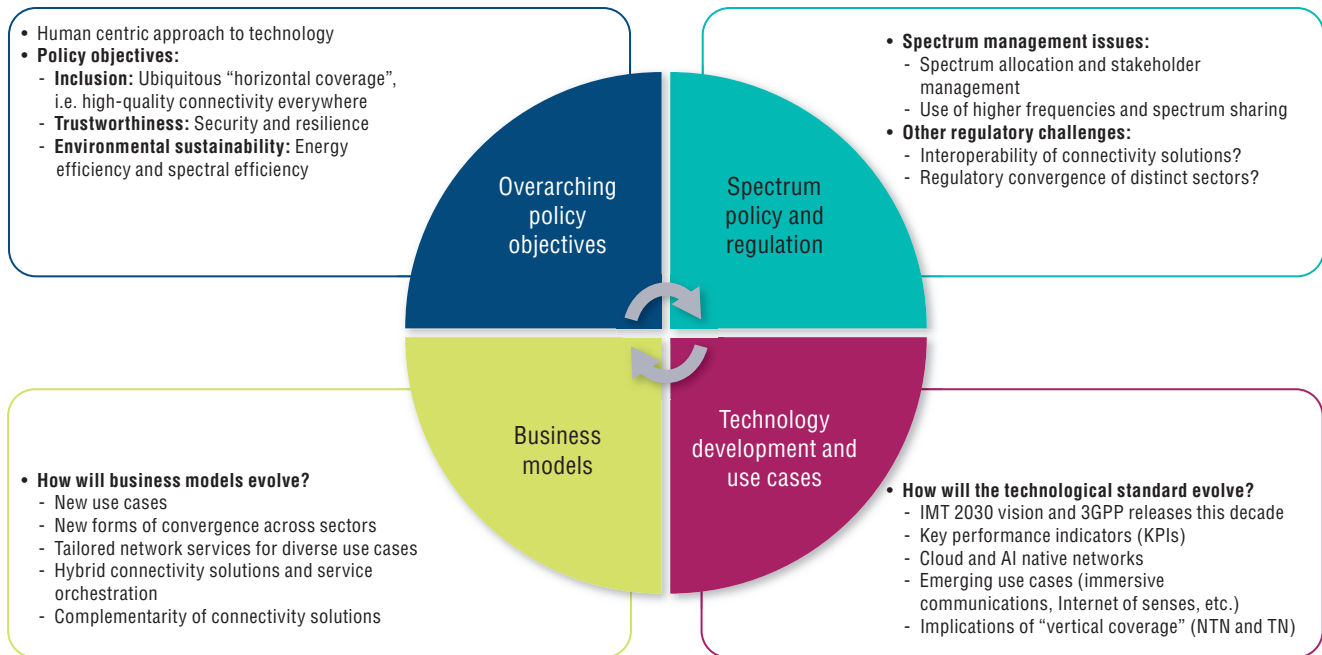 • Human centric approach to technology
• Policy objectives:
- Inclusion: Ubiquitous “horizontal coverage”,
i.e. high-quality connectivity everywhere
- Trustworthiness: Security and resilience
- Environmental sustainability: Energy
efficiency and spectral efficiency
Overarching
policy
objectives
• Spectrum management issues:
- Spectrum allocation and stakeholder
management
- Use of higher frequencies and spectrum sharing
• Other regulatory challenges:
- Interoperability of connectivity solutions?
- Regulatory convergence of distinct sectors?
Spectrum
policy and
regulation
Business
models
• How will business models evolve?
- New use cases
- New forms of convergence across sectors
- Tailored network services for diverse use cases
- Hybrid connectivity solutions and service
orchestration
- Complementarity of connectivity solutions
Technology
development and
use cases
• How will the technological standard evolve?
- IMT 2030 vision and 3GPP releases this decade
- Key performance indicators (KPIs)
- Cloud and AI native networks
- Emerging use cases (immersive
communications, Internet of senses, etc.)
- Implications of “vertical coverage” (NTN and TN)